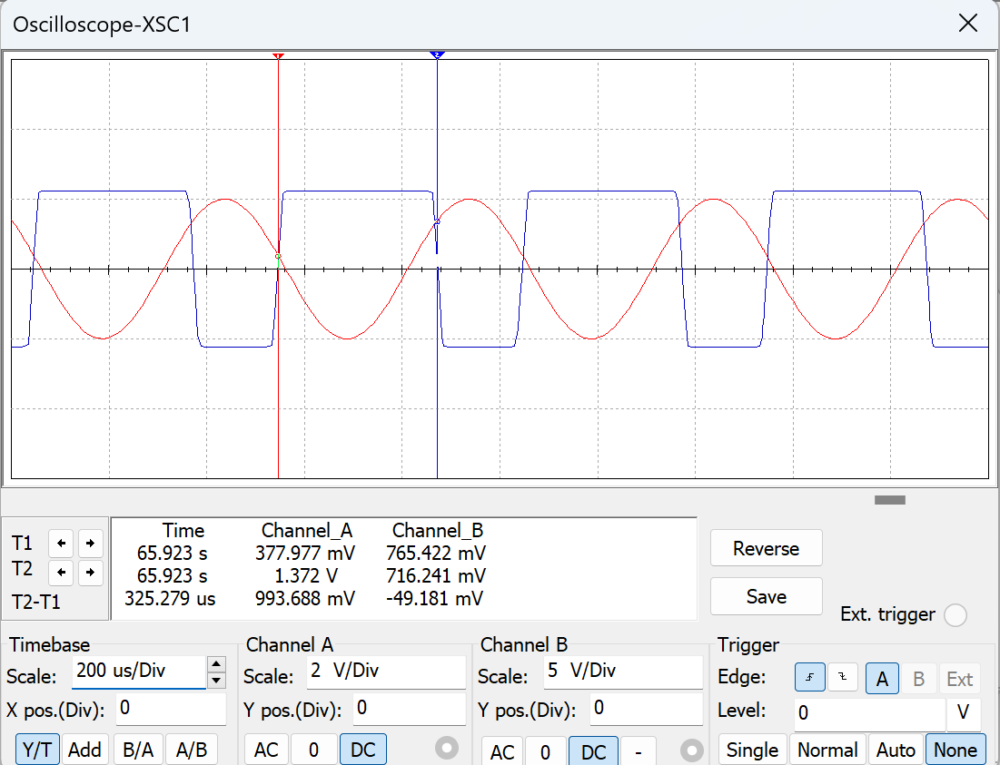 Oscilloscope-XSC1
1 2
Time Channel_A Channel_B
T1 65.923 s 377.977 mV 765.422 mV
T2 65.923 s 1.372 V 716.241 mV
T2-T1 325.279 us 993.688 mV -49.181 mV
Reverse
Save
Ext. trigger
Timebase Channel A Channel B Trigger
Scale: 200 us/Div Scale: 2 V/Div Scale: 5 V/Div Edge: A B Ext
X pos.(Div): 0 Y pos.(Div): 0 Y pos.(Div): 0 Level: 0 V
Y/T Add B/A A/B AC 0 DC AC 0 DC - Single Normal Auto None